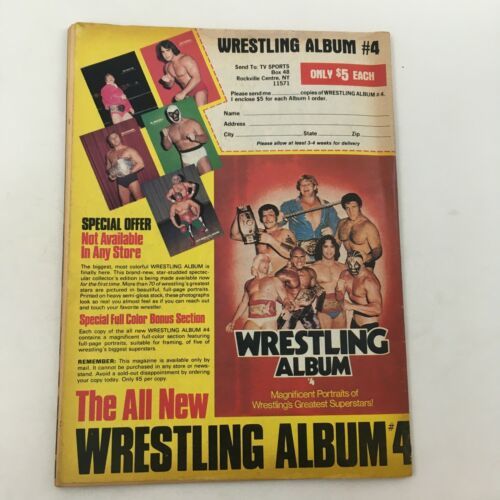 WRESTLING ALBUM #4
Send To: TV SPORTS
Box 48
Rockville Centre, NY
11571
ONLY $5 EACH
Please send me copies of WRESTLING ALBUM #4.
I enclose $5 for each Album I order.
Name
Address
City State Zip
Please allow at least 3-4 weeks for delivery
SPECIAL OFFER
Not Available
In Any Store
The biggest, most colorful WRESTLING ALBUM is
finally here. This brand-new, star-studded spectac-
ular collector's edition is being made available now
for the first time. More than 70 of wrestling's greatest
stars are pictured in beautiful, full-page portraits.
Printed on heavy semi-gloss stock, these photographs
look so real you almost feel as if you can reach out
and touch your favorite wrestler.
Special Full Color Bonus Section
Each copy of the all new WRESTLING ALBUM #4
contains a magnificent full-color section featuring
full-page portraits, suitable for framing, of five of
wrestling's biggest superstars.
REMEMBER: This magazine is available only by
mail. It cannot be purchased in any store or news-
stand. Avoid a sold-out disappointment by ordering
your copy today. Only $5 per copy.
WRESTLING
ALBUM
#4
Magnificent Portraits of
Wrestling's Greatest Superstars!
The All New
WRESTLING ALBUM #4